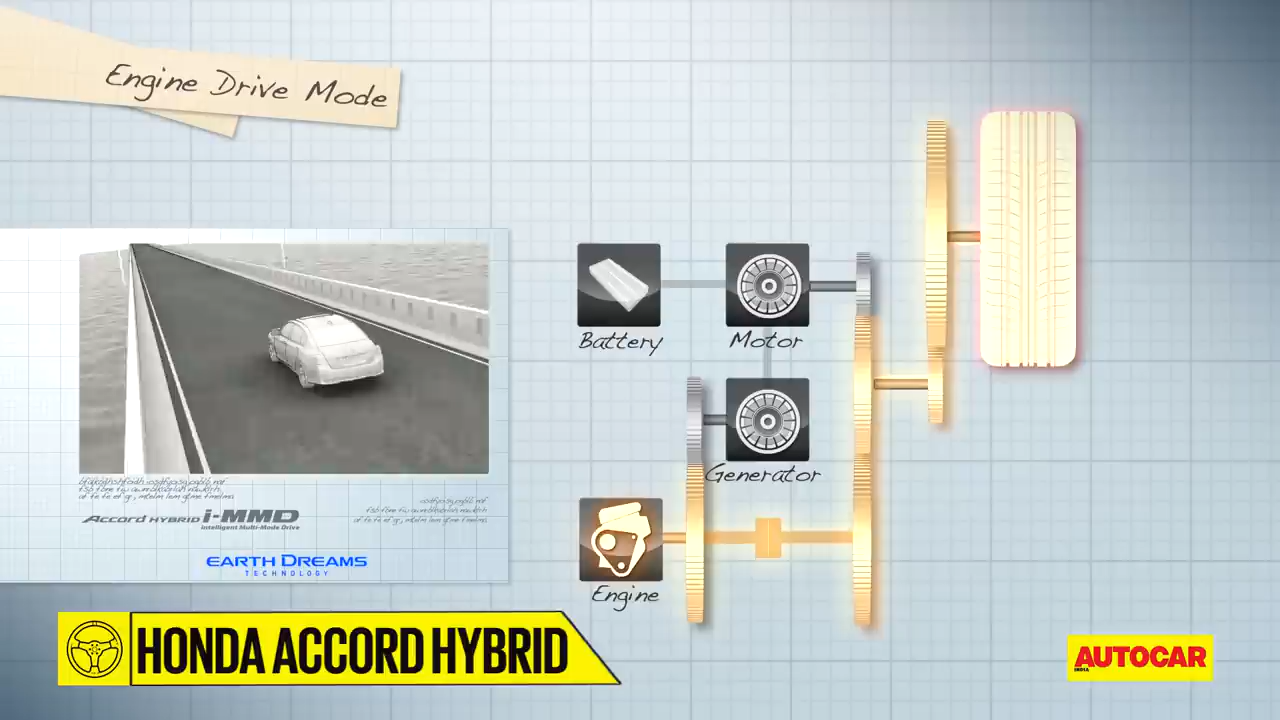 Engine Drive Mode
Battery
Motor
Generator
Engine
Accord HYBRID i-MMD
Intelligent Multi-Mode Drive
EARTH DREAMS
TECHNOLOGY
HONDA ACCORD HYBRID
AUTOCAR
INDIA